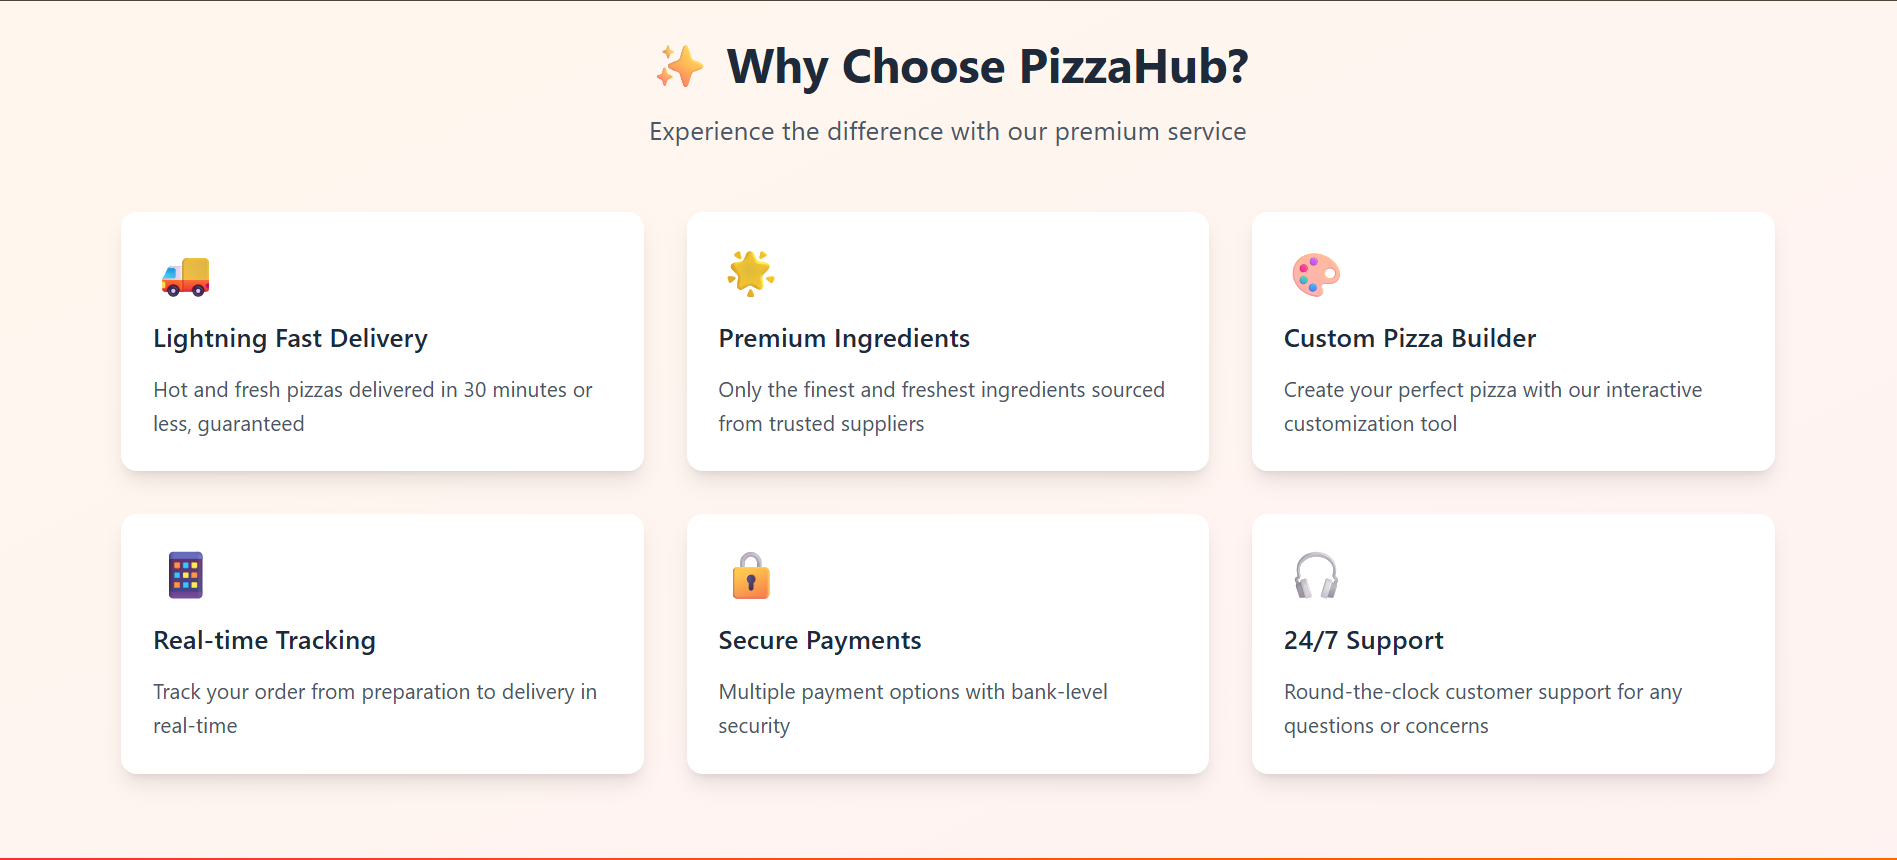 Why Choose PizzaHub?
Experience the difference with our premium service
Lightning Fast Delivery
Hot and fresh pizzas delivered in 30 minutes or
less, guaranteed
Premium Ingredients
Only the finest and freshest ingredients sourced
from trusted suppliers
Custom Pizza Builder
Create your perfect pizza with our interactive
customization tool
Real-time Tracking
Track your order from preparation to delivery in
real-time
Secure Payments
Multiple payment options with bank-level
security
24/7 Support
Round-the-clock customer support for any
questions or concerns